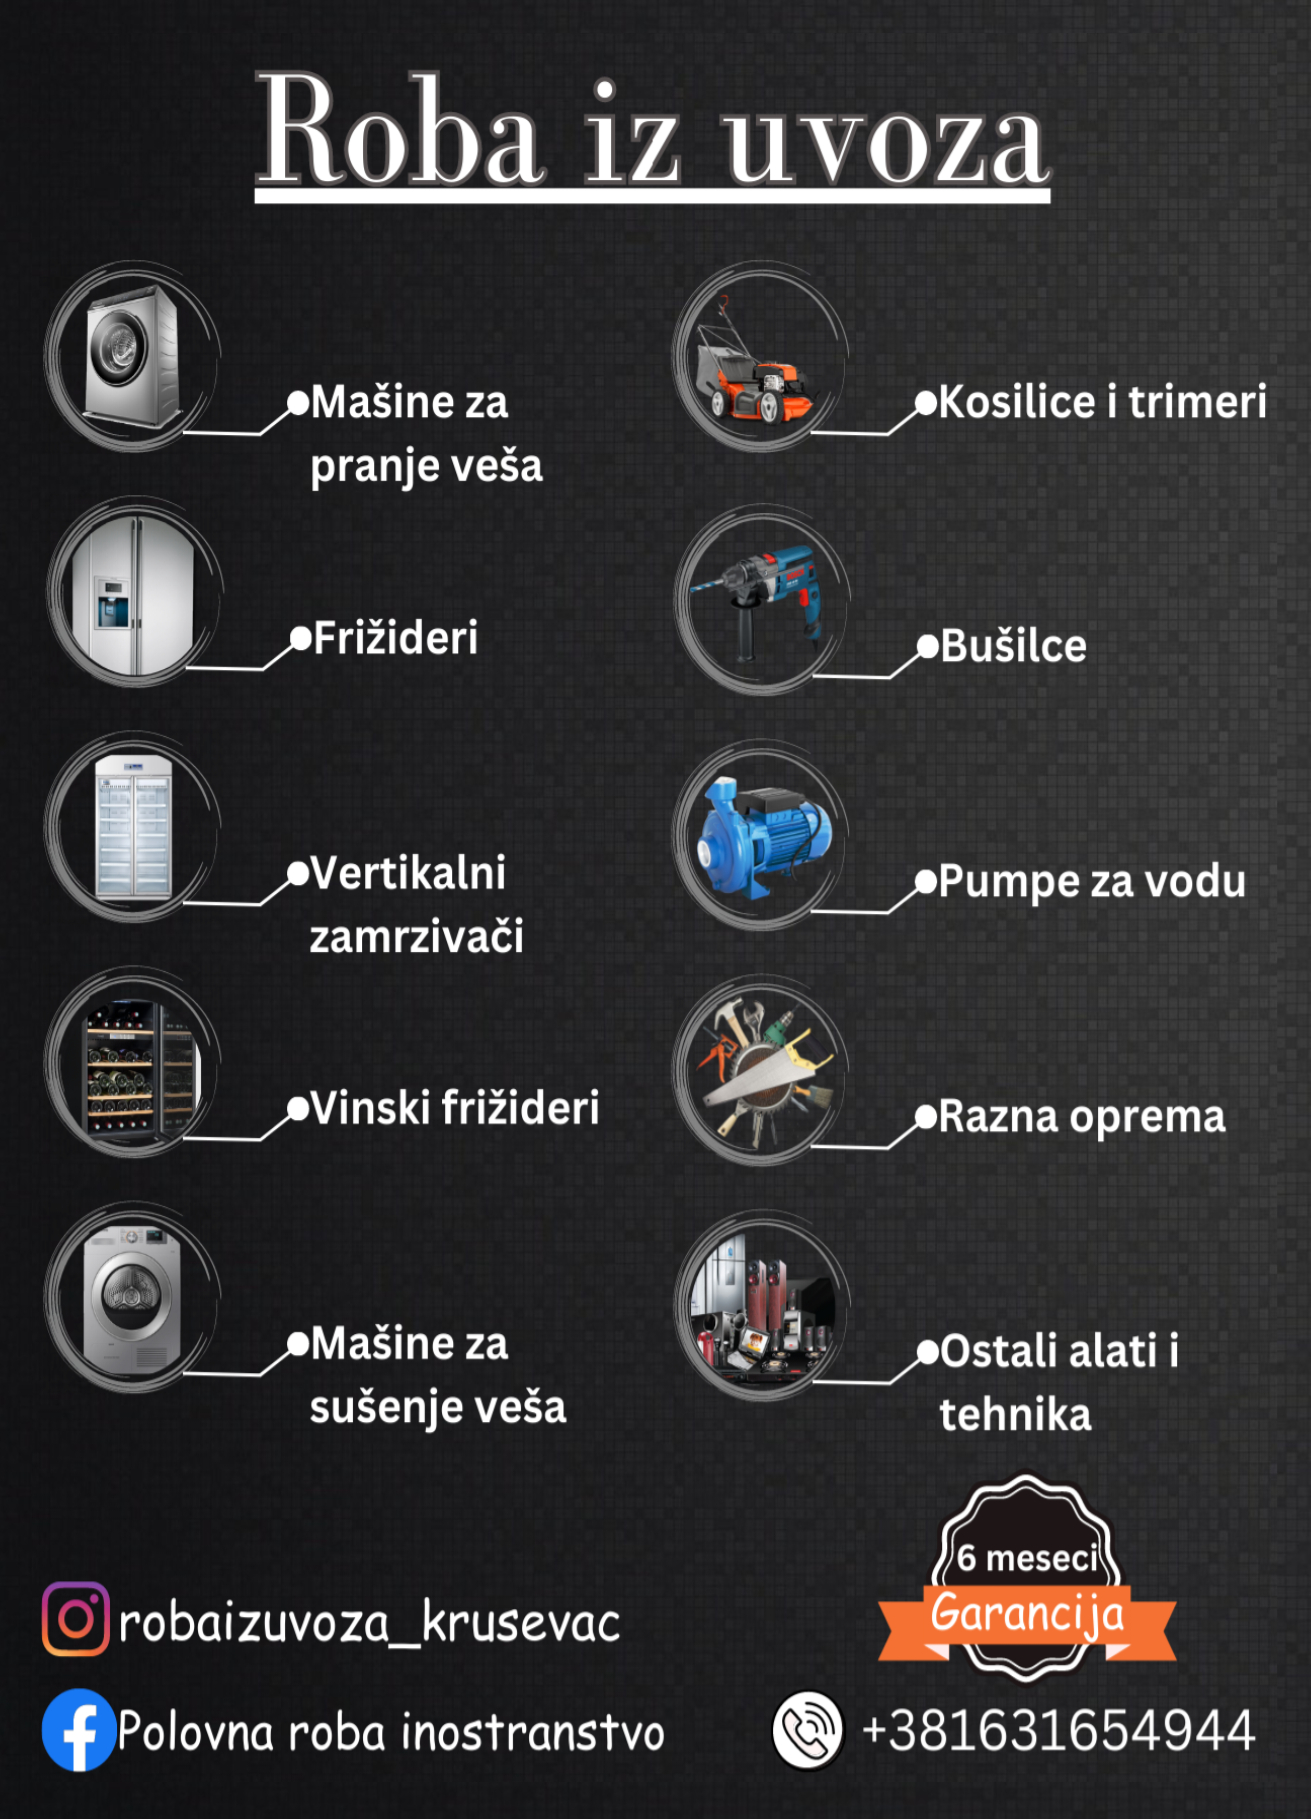 Roba iz uvoza
Mašine za
pranje veša
Frižideri
Vertikalni
zamrzivači
Vinski frižideri
Mašine za
sušenje veša
Kosilice i trimeri
Bušilce
Pumpe za vodu
Razna oprema
Ostali alati i
tehnika
6 meseci
Garancija
robaizuvoza_krusevac
Polovna roba inostranstvo
+381631654944